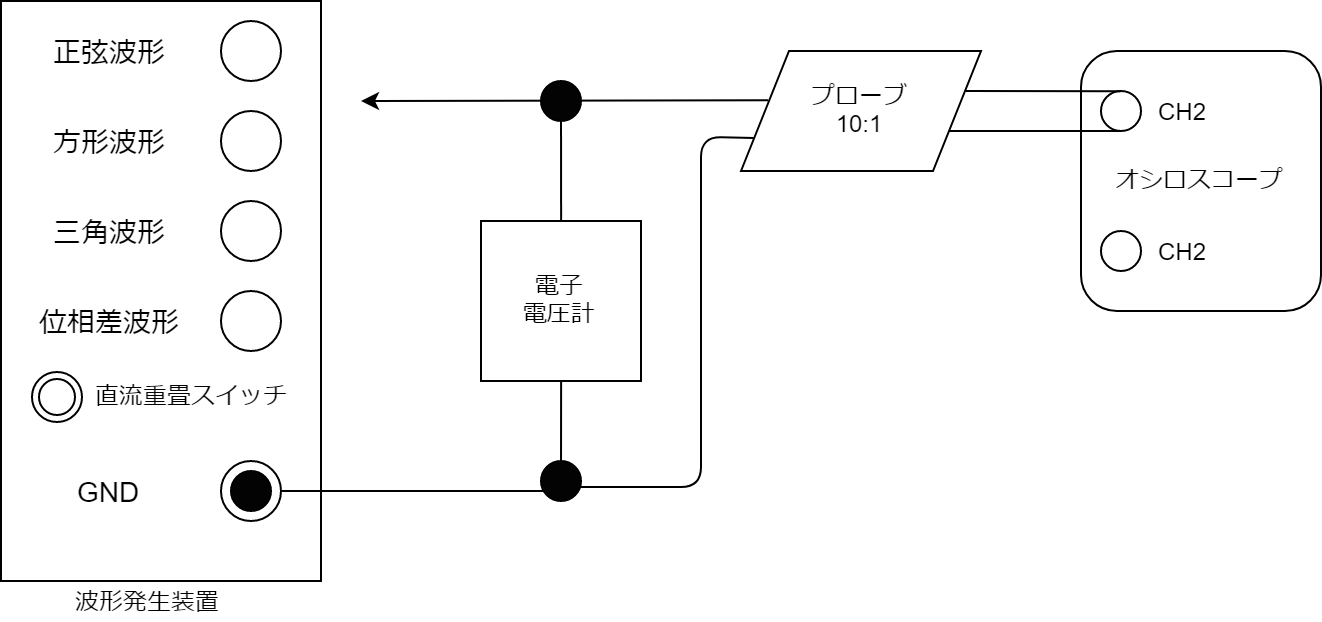 正弦波形
方形波形
三角波形
位相差波形
直流重畳スイッチ
GND
波形発生装置
電子
電圧計
プローブ
10:1
CH2
オシロスコープ
CH2